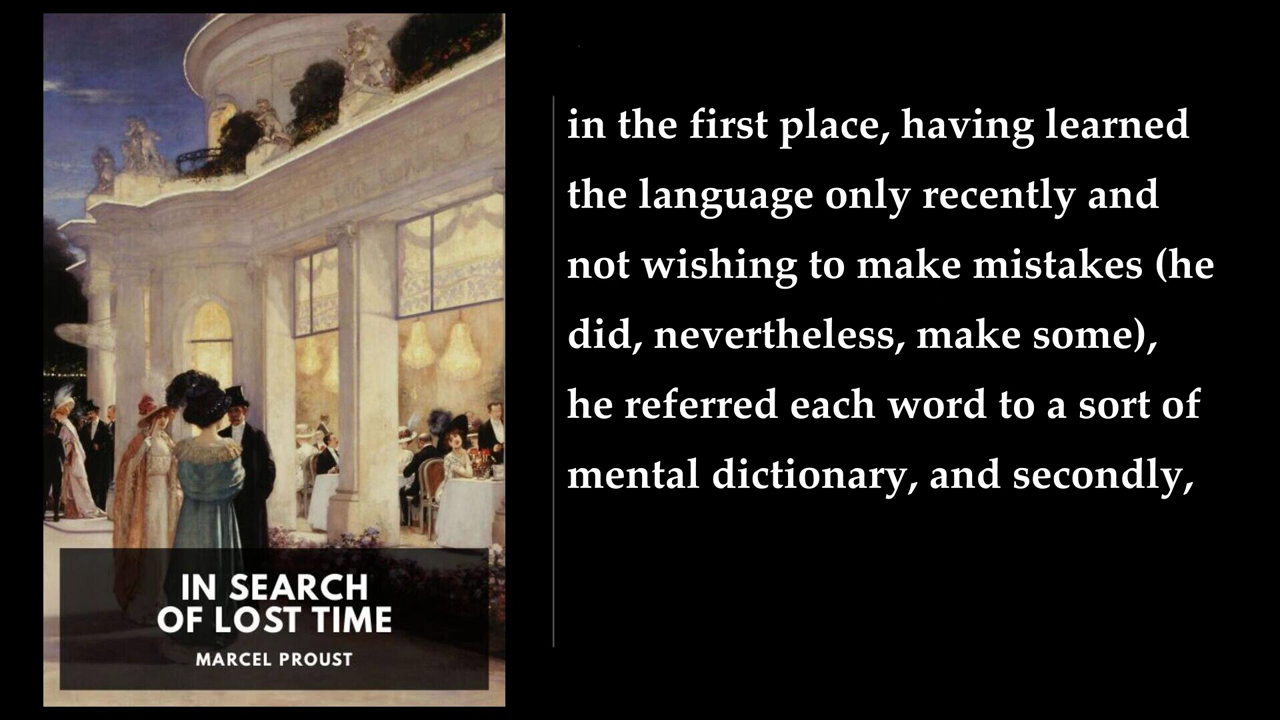 IN SEARCH
OF LOST TIME
MARCEL PROUST
in the first place, having learned
the language only recently and
not wishing to make mistakes (he
did, nevertheless, make some),
he referred each word to a sort of
mental dictionary, and secondly,